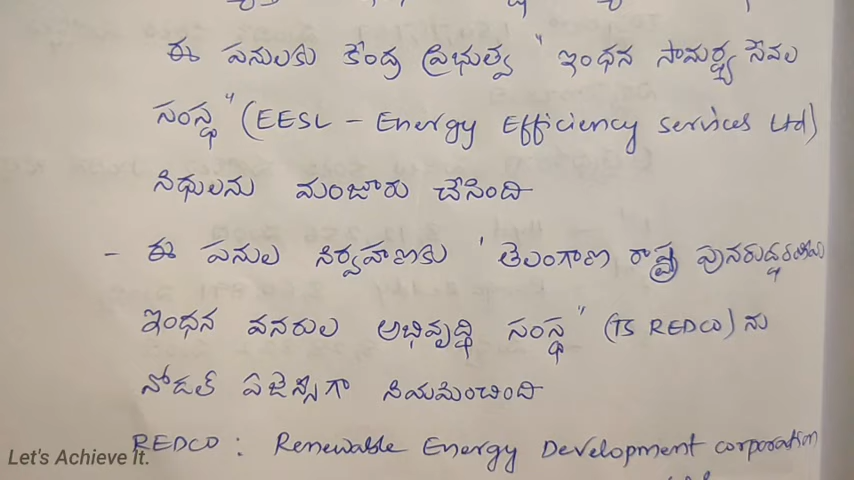 ఈ పనులకు కేంద్ర ప్రభుత్వ " ఇంధన సామర్థ్య సేవల
సంస్థ" (EESL - Energy Efficiency Services Ltd)
నిధులను మంజూరు చేసింది
- ఈ పనుల నిర్వహణకు ' తెలంగాణ రాష్ట్ర పునరుద్ధరణీయ
ఇంధన వనరుల అభివృద్ధి సంస్థ" (TS REDCO) ను
నోడల్ ఏజెన్సీగా నియమించింది
REDCO : Renewable Energy Development corporation
Let's Achieve It.